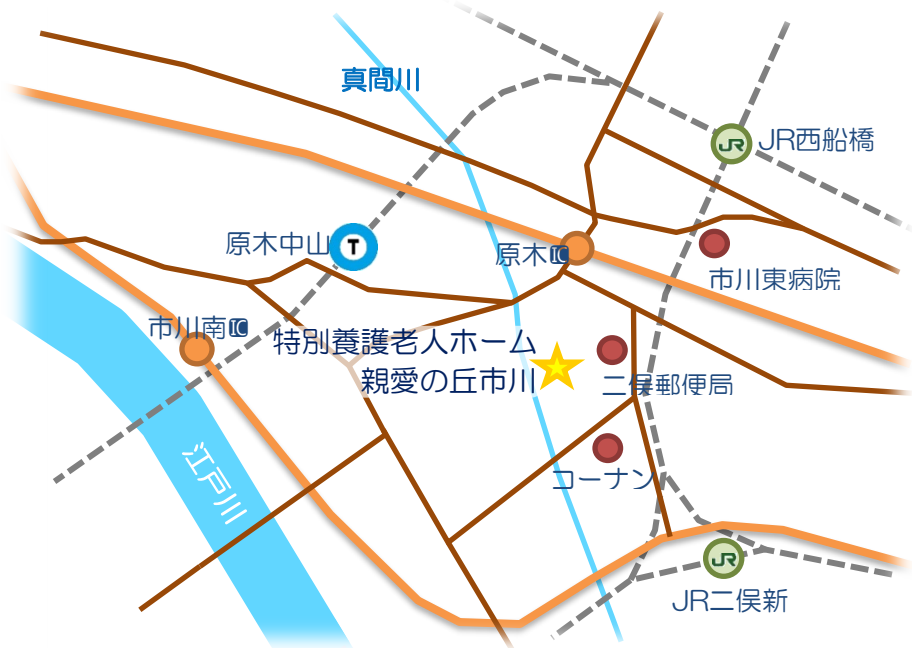 真間川
JR
JR西船橋
原木中山
T
原木IC
市川東病院
市川南IC
特別養護老人ホーム
親愛の丘市川
二俣郵便局
江戸川
コーナン
JR
JR二俣新